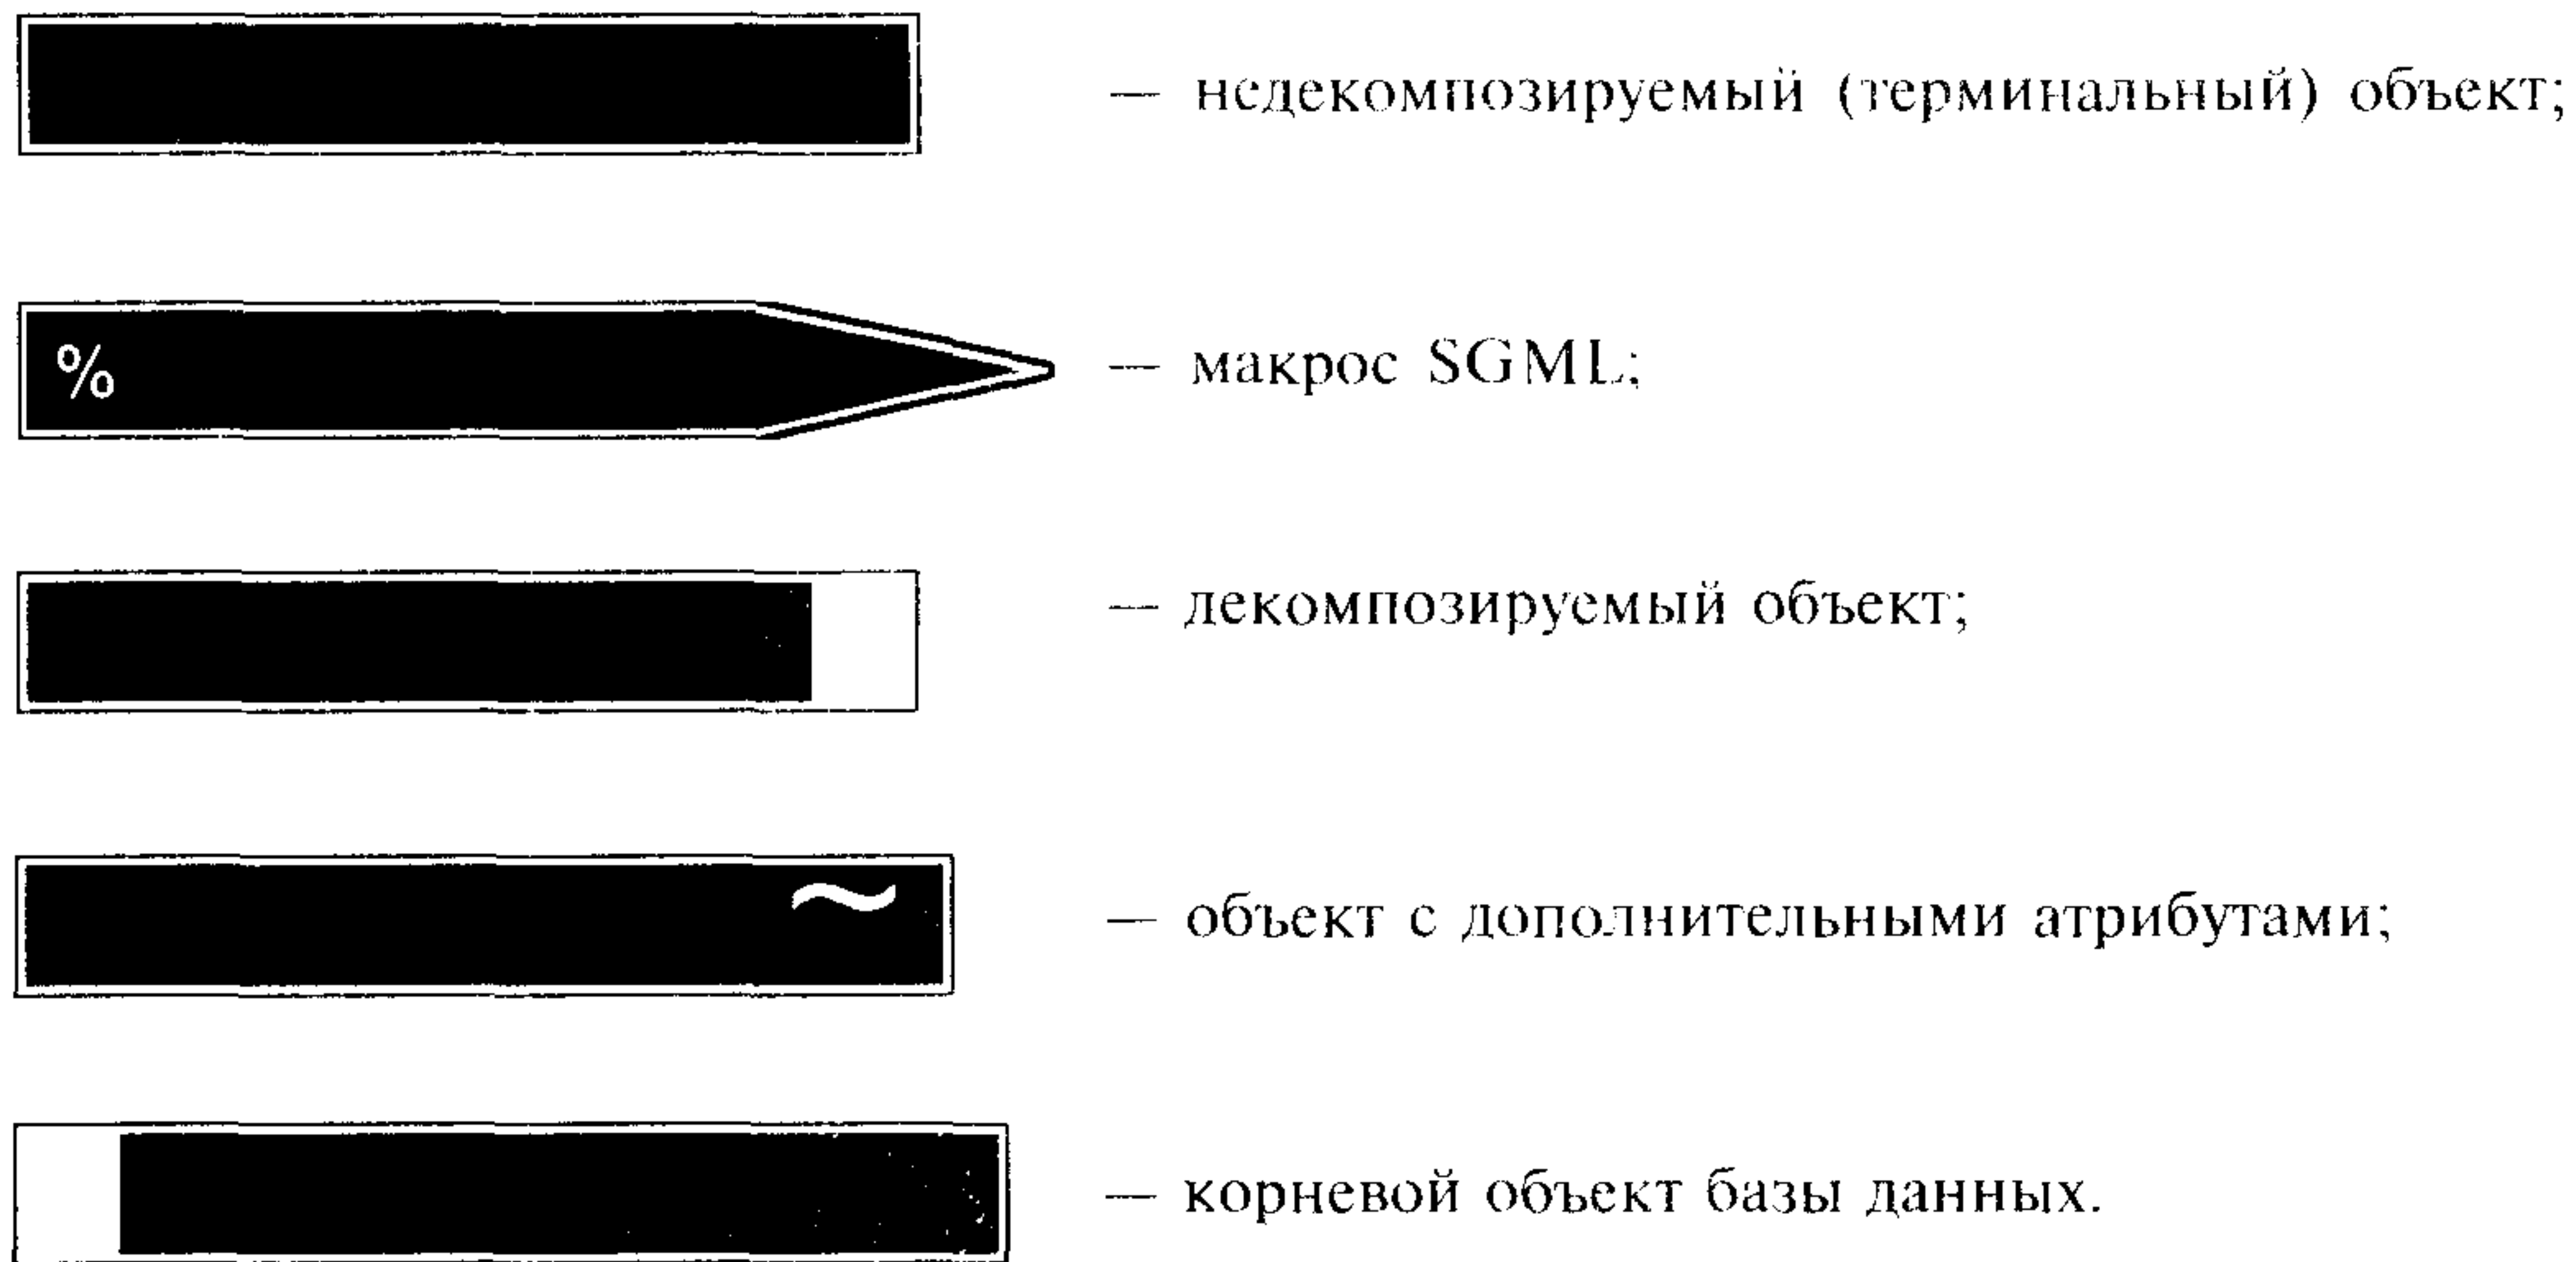 — недекомпозируемый (терминальный) объект;
% — макрос SGML;
— декомпозируемый объект;
~ — объект с дополнительными атрибутами;
— корневой объект базы данных.